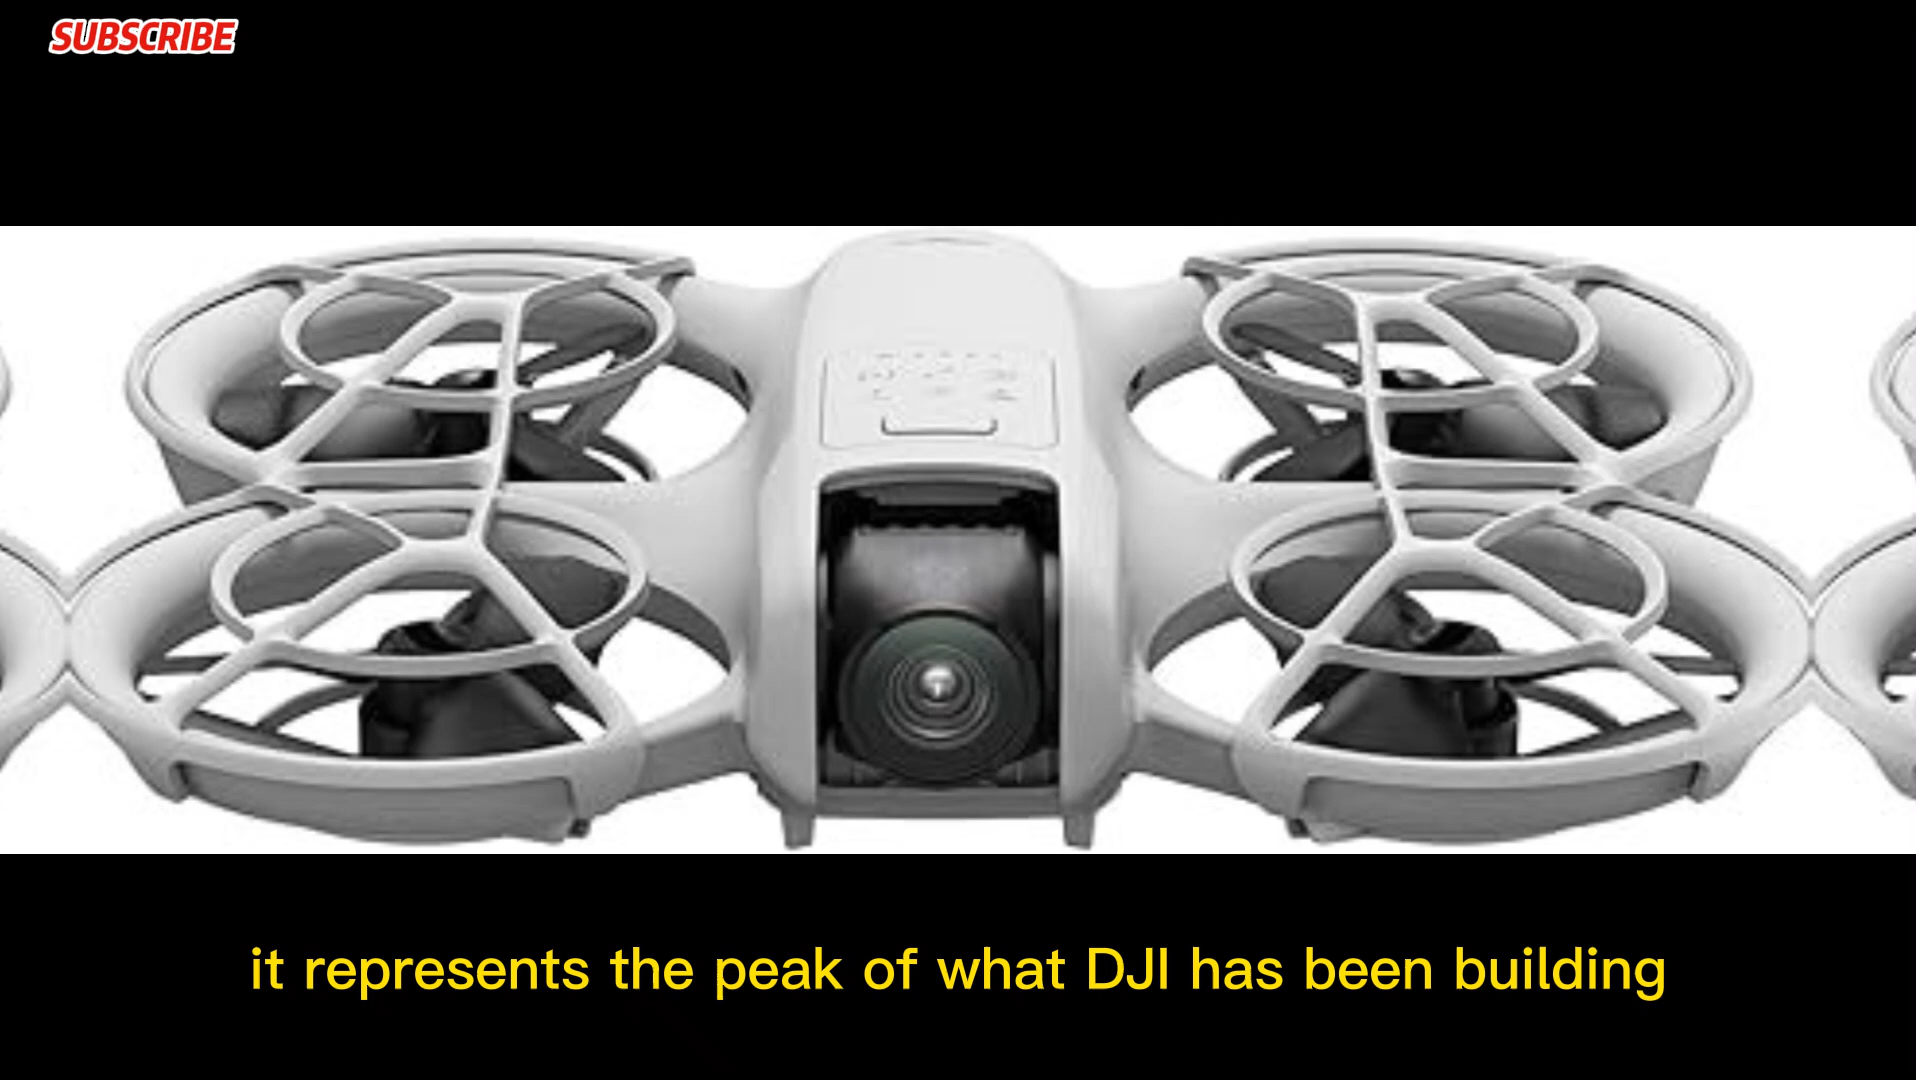 SUBSCRIBE
it represents the peak of what DJI has been building